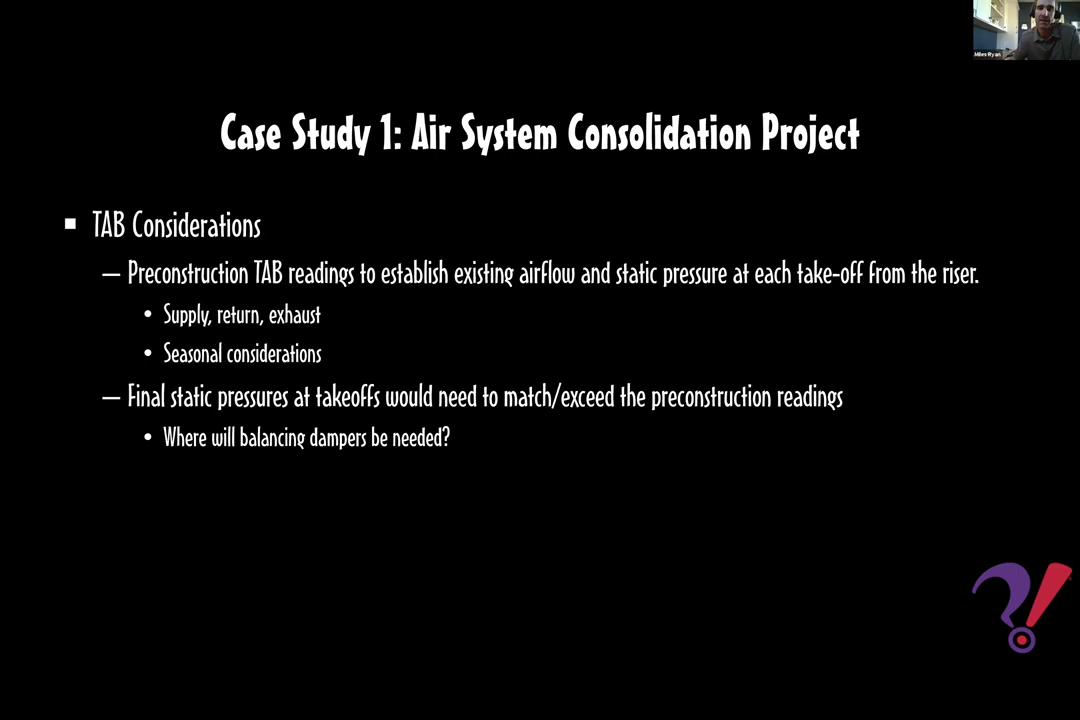 Miles Ryan
Case Study 1: Air System Consolidation Project
▪ TAB Considerations
– Preconstruction TAB readings to establish existing airflow and static pressure at each take-off from the riser.
• Supply, return, exhaust
• Seasonal considerations
– Final static pressures at takeoffs would need to match/exceed the preconstruction readings
• Where will balancing dampers be needed?
?!